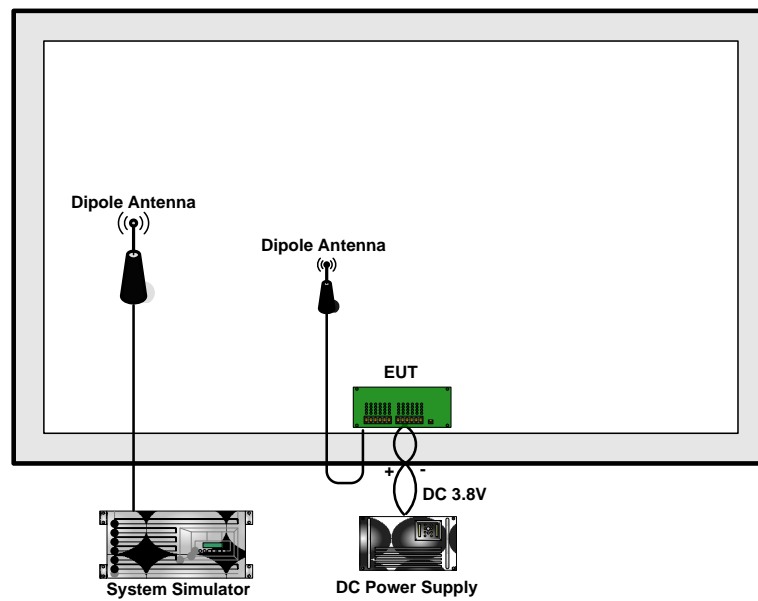 Dipole Antenna
Dipole Antenna
EUT
+ -
DC 3.8V
System Simulator
DC Power Supply